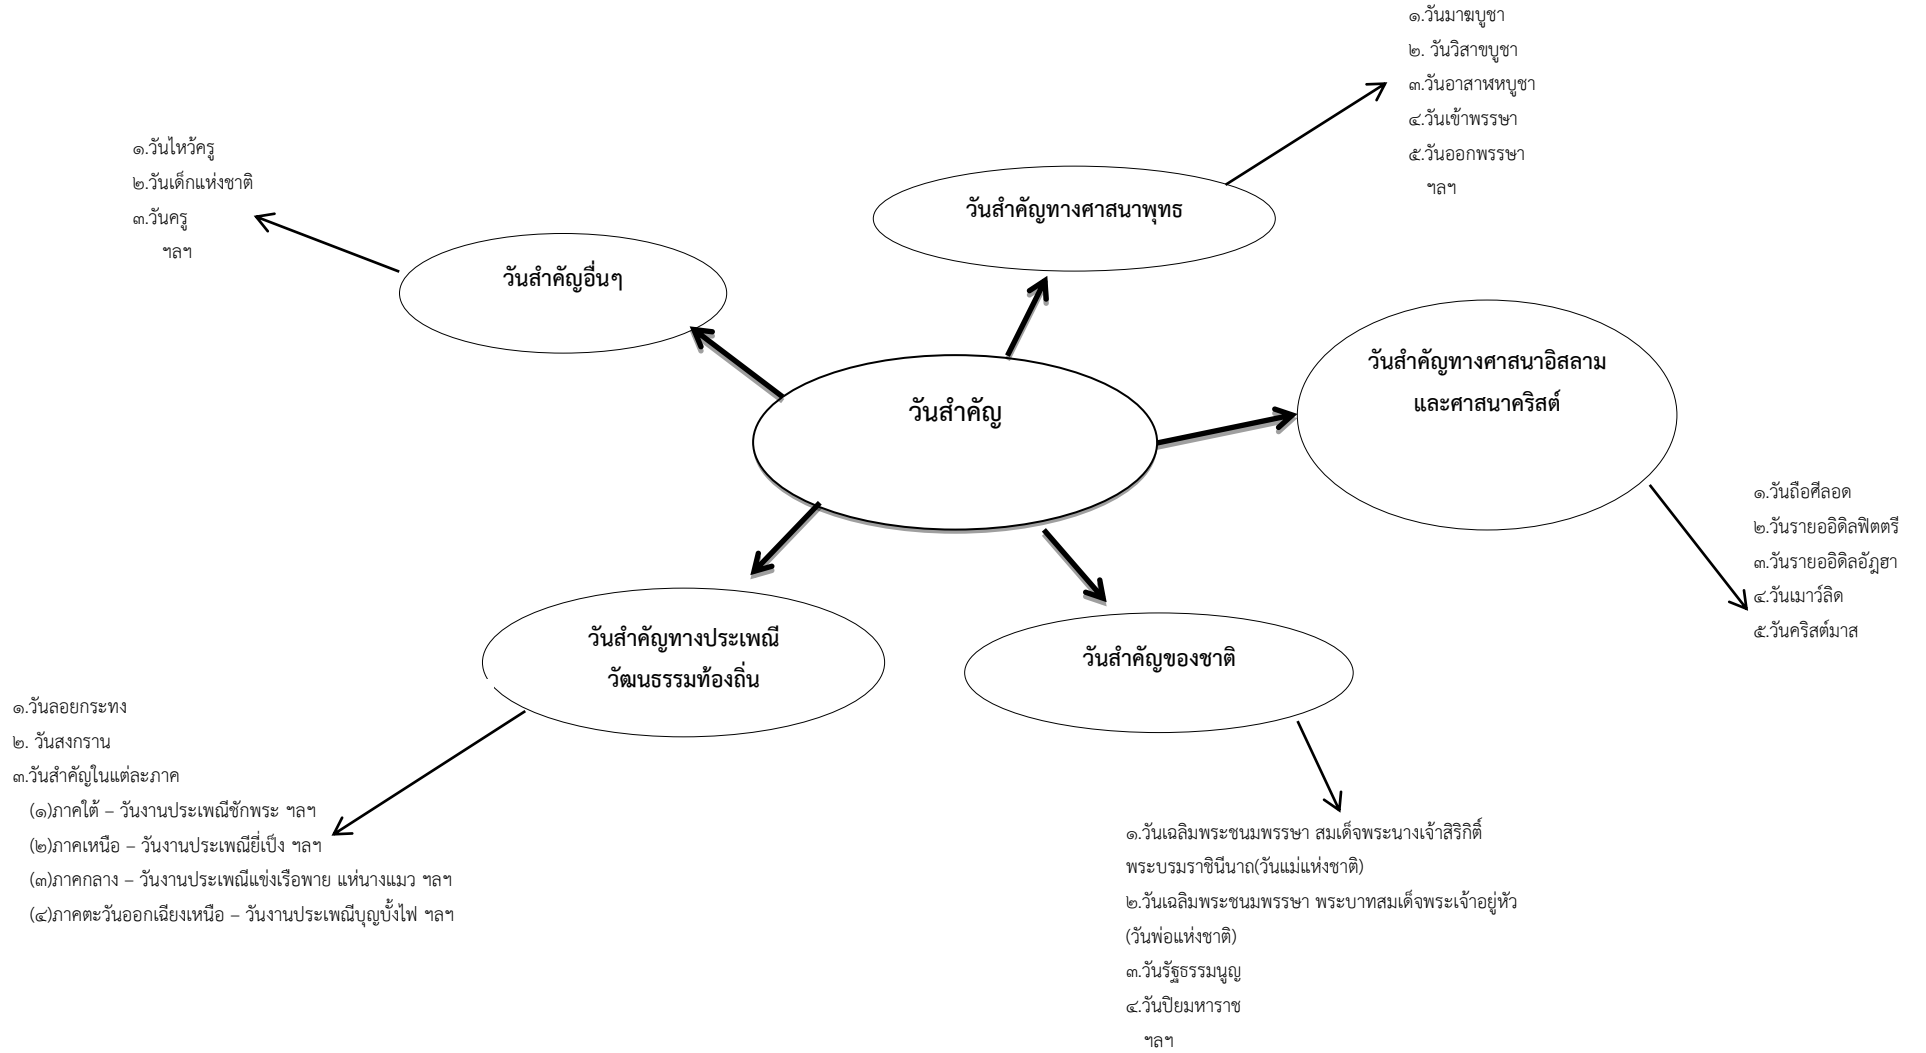 วันสำคัญ
วันสำคัญทางศาสนาพุทธ
๑.วันมาฆบูชา
๒. วันวิสาขบูชา
๓.วันอาสาฬหบูชา
๔.วันเข้าพรรษา
๕.วันออกพรรษา
ฯลฯ
วันสำคัญทางศาสนาอิสลาม
และศาสนาคริสต์
๑.วันถือศีลอด
๒.วันรายออิดิลฟิตตรี
๓.วันรายออิดิลอัฎฮา
๔.วันเมาว์ลิด
๕.วันคริสต์มาส
วันสำคัญของชาติ
๑.วันเฉลิมพระชนมพรรษา สมเด็จพระนางเจ้าสิริกิติ์
พระบรมราชินีนาถ(วันแม่แห่งชาติ)
๒.วันเฉลิมพระชนมพรรษา พระบาทสมเด็จพระเจ้าอยู่หัว
(วันพ่อแห่งชาติ)
๓.วันรัฐธรรมนูญ
๔.วันปิยมหาราช
ฯลฯ
วันสำคัญทางประเพณี
วัฒนธรรมท้องถิ่น
๑.วันลอยกระทง
๒. วันสงกราน
๓.วันสำคัญในแต่ละภาค
(๑)ภาคใต้ – วันงานประเพณีชักพระ ฯลฯ
(๒)ภาคเหนือ – วันงานประเพณียี่เป็ง ฯลฯ
(๓)ภาคกลาง – วันงานประเพณีแข่งเรือพาย แห่นางแมว ฯลฯ
(๔)ภาคตะวันออกเฉียงเหนือ – วันงานประเพณีบุญบั้งไฟ ฯลฯ
วันสำคัญอื่นๆ
๑.วันไหว้ครู
๒.วันเด็กแห่งชาติ
๓.วันครู
ฯลฯ